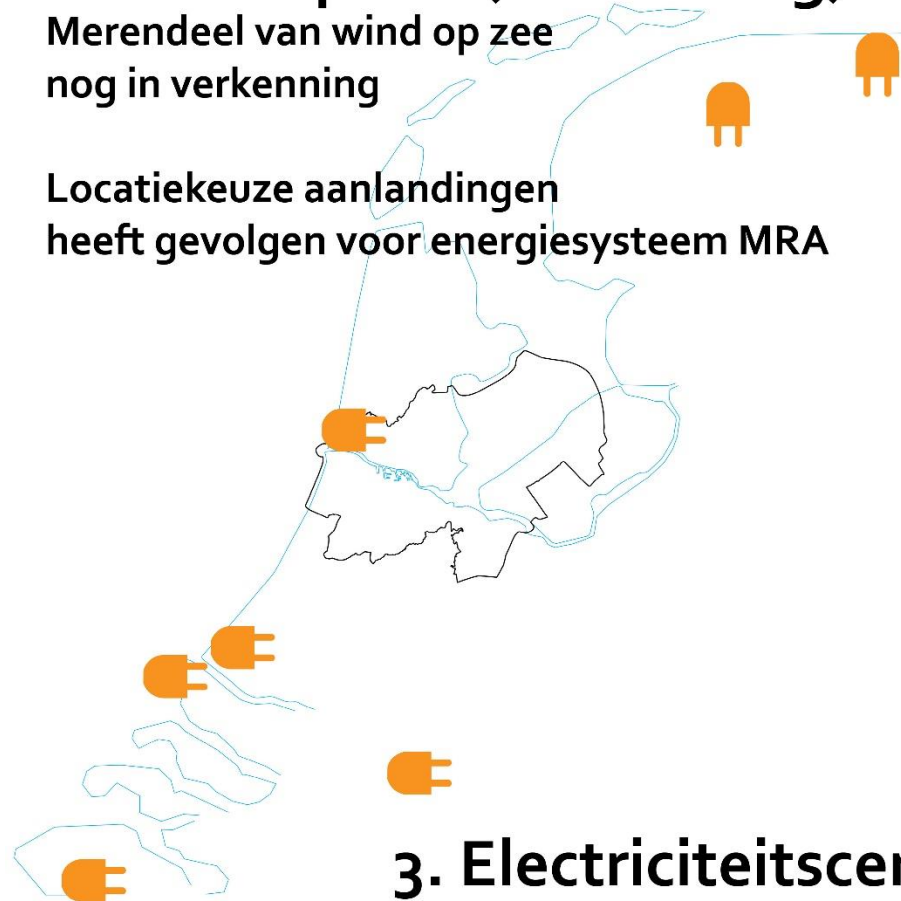 Merendeel van wind op zee
nog in verkenning
Locatiekeuze aanlandingen
heeft gevolgen voor energiesysteem MRA
3. Electriciteitscen